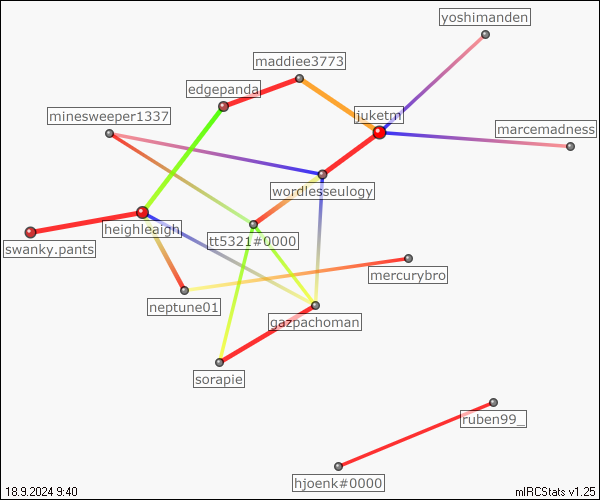 yoshimanden
maddiee3773
edgepanda
minesweeper1337
juketm
marcemadness
wordlesseulogy
heighleaigh
tt5321#0000
swanky.pants
mercurybro
neptune01
gazpachoman
sorapie
ruben99_
hjoenk#0000
18.9.2024 9:40
mIRCStats v1.25